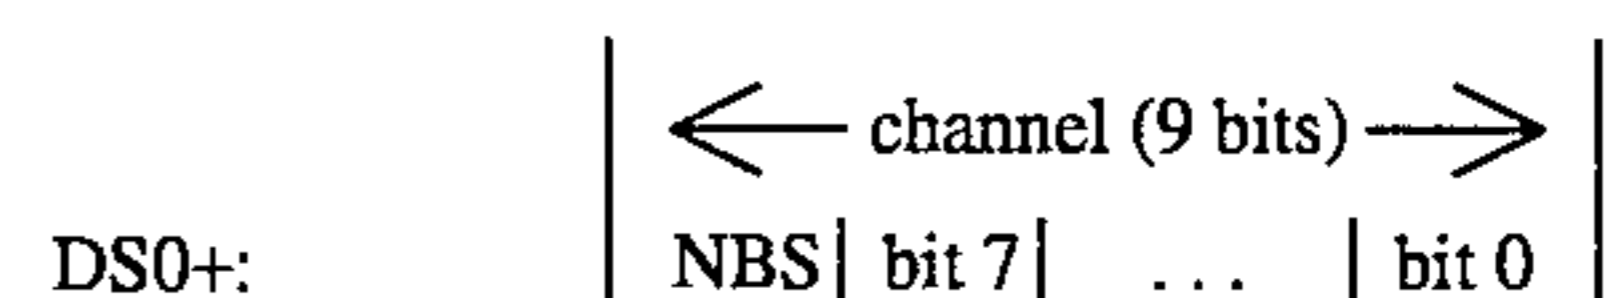 channel (9 bits)
DS0+: NBS bit 7 ... bit 0